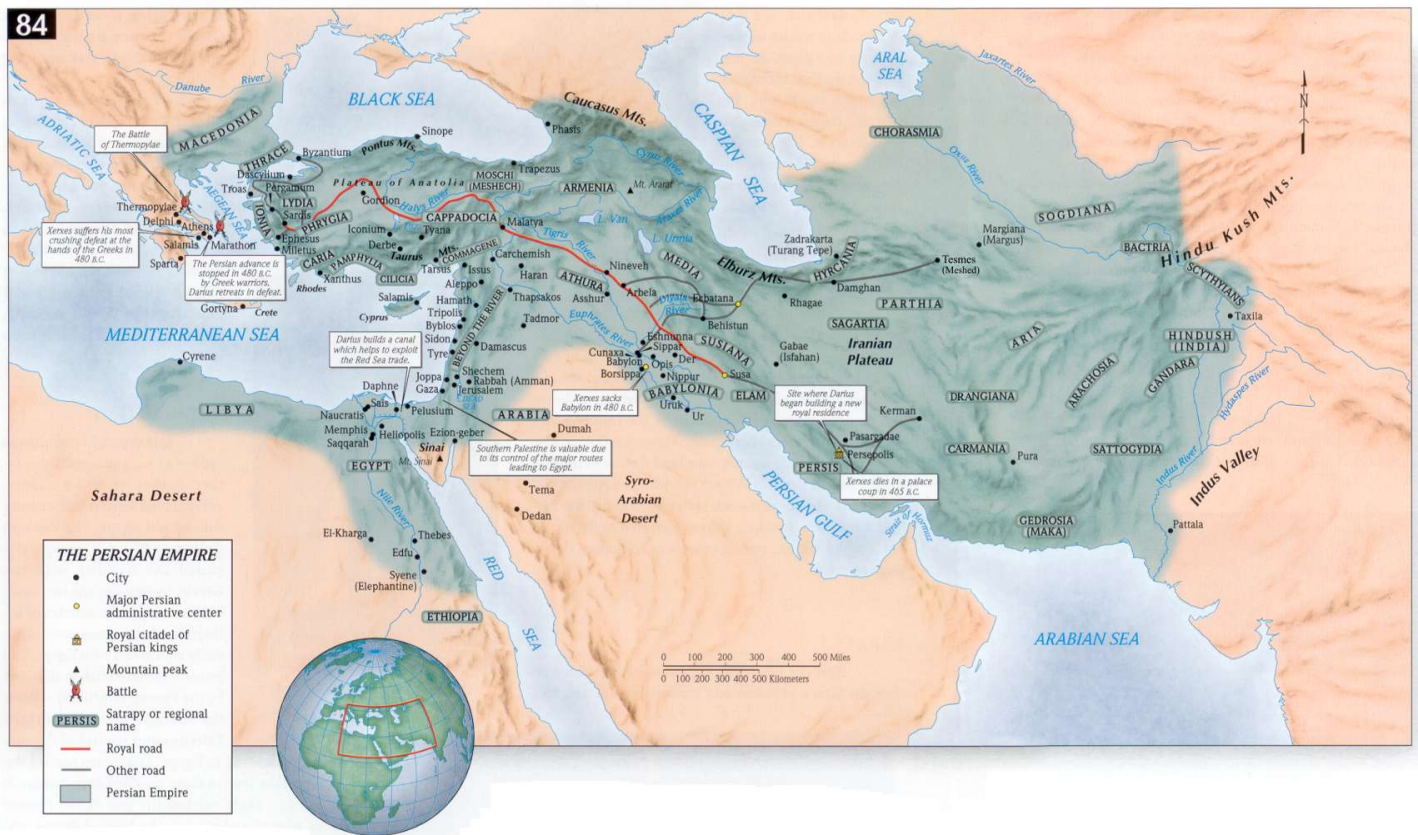 84
Danube
River
ADRIATIC SEA
The Battle
of Thermopylae
MACEDONIA
THRACE
Byzantium
BLACK SEA
Sinope
Pontus Mts.
Caucasus Mts.
Phasis
Trapezus
MOSCHI
(MESHECH)
ARMENIA
Mt. Ararat
Cyrus River
Araxes River
CASPIAN
SEA
ARAL
SEA
Jaxartes River
CHORASMIA
Oxus River
N
SOGDIANA
Margiana
(Margus)
BACTRIA
Hindu Kush Mts.
SCYTHIANS
Taxila
Dascylium
Troas
Pergamum
LYDIA
Sardis
IONIA
Ephesus
Miletus
AEGEAN SEA
Plateau of Anatolia
Gordion
Halys River
PHRYGIA
CAPPADOCIA
Malatya
Iconium
Tyana
Derbe
Taurus
Mts.
COMMAGENE
CARIA
PAMPHYLIA
CILICIA
Xanthus
Rhodes
Tarsus
Issus
Carchemish
Haran
Thermopylae
Delphi
Athens
Salamis
Marathon
Sparta
Xerxes suffers his most
crushing defeat at the
hands of the Greeks in
480 B.C.
The Persian advance is
stopped in 480 B.C.
by Greek warriors.
Darius retreats in defeat.
Gortyna
Crete
MEDITERRANEAN SEA
Salamis
Cyprus
Aleppo
Hamath
Tripolis
Byblos
Sidon
Tyre
BEYOND THE RIVER
Thapsakos
Tadmor
Damascus
L. Van
L. Urmia
Tigris
River
Nineveh
ATHURA
Asshur
Arbela
MEDIA
Elburz Mts.
Zadrakarta
(Turang Tepe)
HYRCANIA
Tesmes
(Meshed)
Damghan
Rhagae
PARTHIA
Ecbatana
Diyala
River
Behistun
SAGARTIA
Iranian
Plateau
ARIA
HINDUSH
(INDIA)
GANDARA
ARACHOSIA
Hydaspes River
Euphrates River
Eshnunna
Sippar
SUSIANA
Cunaxa
Babylon
Opis
Der
Borsippa
Nippur
Susa
Gabae
(Isfahan)
BABYLONIA
ELAM
Uruk
Ur
Xerxes sacks
Babylon in 480 B.C.
Site where Darius
began building a new
royal residence
Kerman
DRANGIANA
Pasargadae
Persepolis
PERSIS
CARMANIA
Pura
SATTOGYDIA
Xerxes dies in a palace
coup in 465 B.C.
Indus River
Indus Valley
GEDROSIA
(MAKA)
Pattala
PERSIAN GULF
Strait of Hormuz
ARABIAN SEA
Cyrene
LIBYA
Darius builds a canal
which helps to exploit
the Red Sea trade.
Daphne
Sais
Naucratis
Pelusium
Memphis
Heliopolis
Saqqarah
Joppa
Gaza
Shechem
Rabbah (Amman)
Jerusalem
DEAD
SEA
ARABIA
Dumah
Ezion-geber
Sinai
Mt. Sinai
EGYPT
Southern Palestine is valuable due
to its control of the major routes
leading to Egypt.
Tema
Dedan
Syro-
Arabian
Desert
Sahara Desert
Nile River
El-Kharga
Thebes
Edfu
Syene
(Elephantine)
ETHIOPIA
RED
SEA
THE PERSIAN EMPIRE
City
Major Persian
administrative center
Royal citadel of
Persian kings
Mountain peak
Battle
PERSIS
Satrapy or regional
name
Royal road
Other road
Persian Empire
0 100 200 300 400 500 Miles
0 100 200 300 400 500 Kilometers